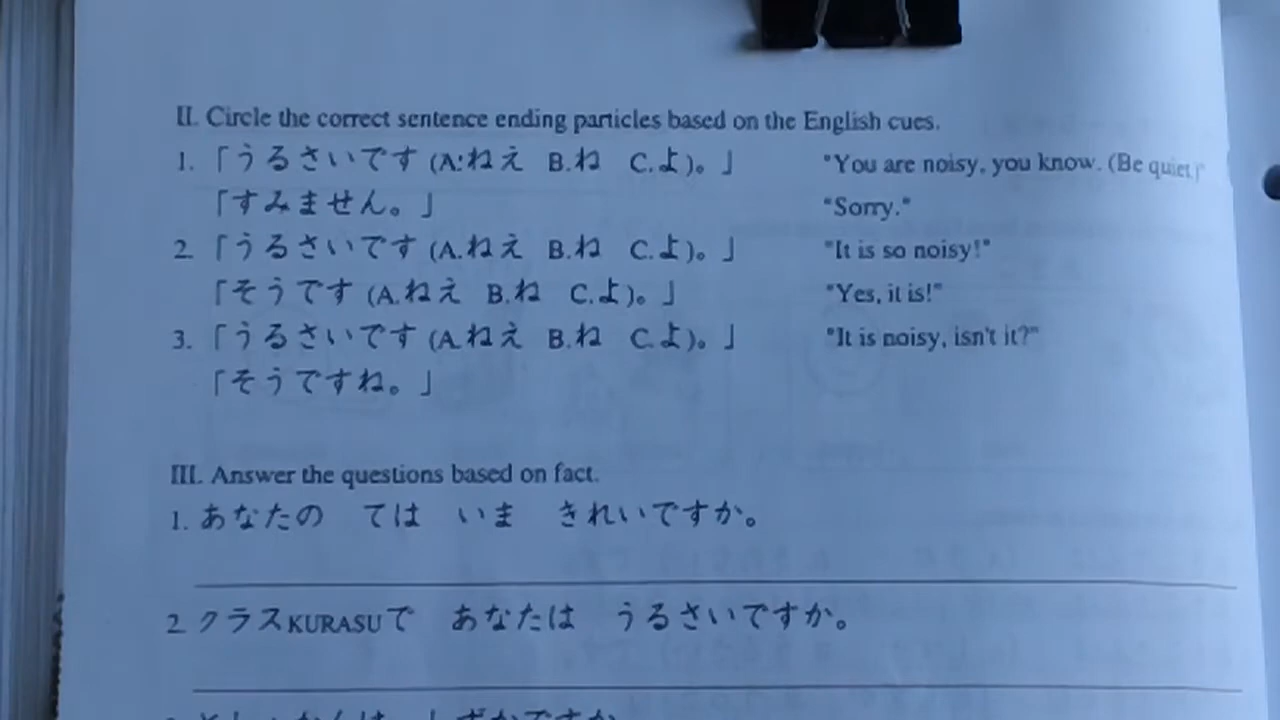 II. Circle the correct sentence ending particles based on the English cues.
1. 「うるさいです (A.ねえ B.ね C.よ)。」 "You are noisy, you know. (Be quiet.)"
「すみません。」 "Sorry."
2. 「うるさいです (A.ねえ B.ね C.よ)。」 "It is so noisy!"
「そうです (A.ねえ B.ね C.よ)。」 "Yes, it is!"
3. 「うるさいです (A.ねえ B.ね C.よ)。」 "It is noisy, isn't it?"
「そうですね。」
III. Answer the questions based on fact.
1. あなたの ては いま きれいですか。
2. クラスKURASUで あなたは うるさいですか。